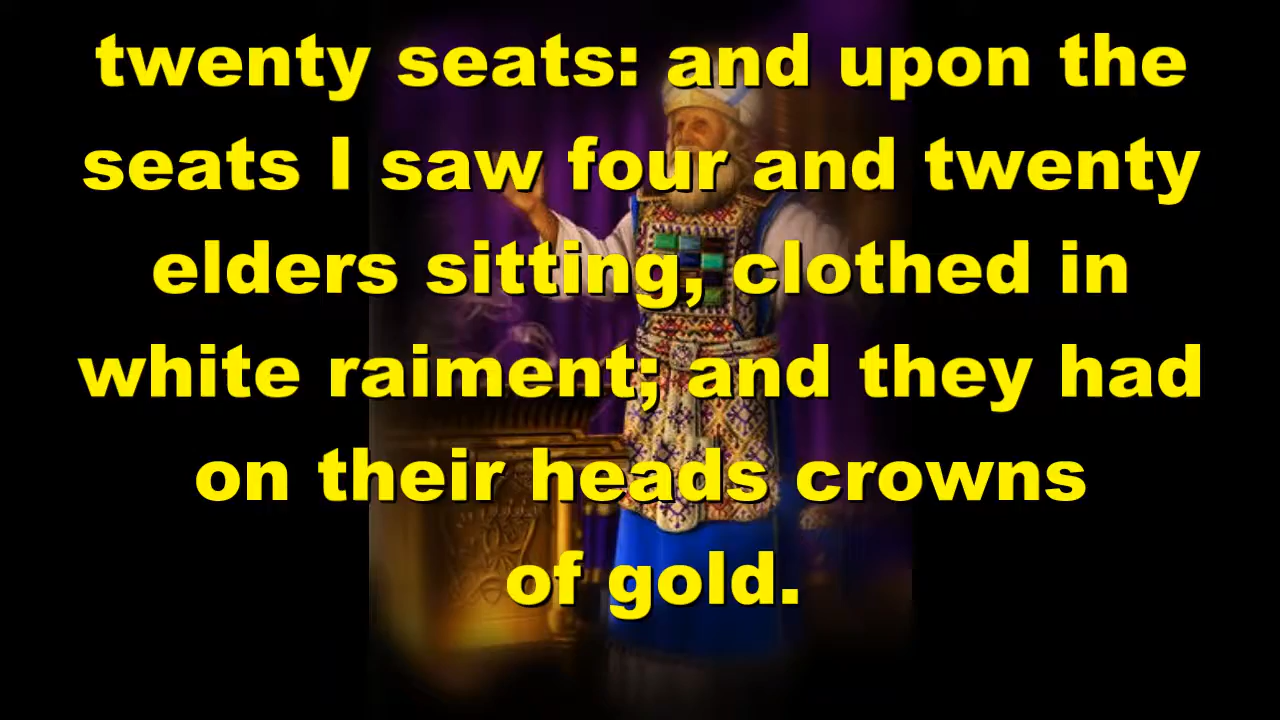 twenty seats: and upon the
seats I saw four and twenty
elders sitting, clothed in
white raiment; and they had
on their heads crowns
of gold.